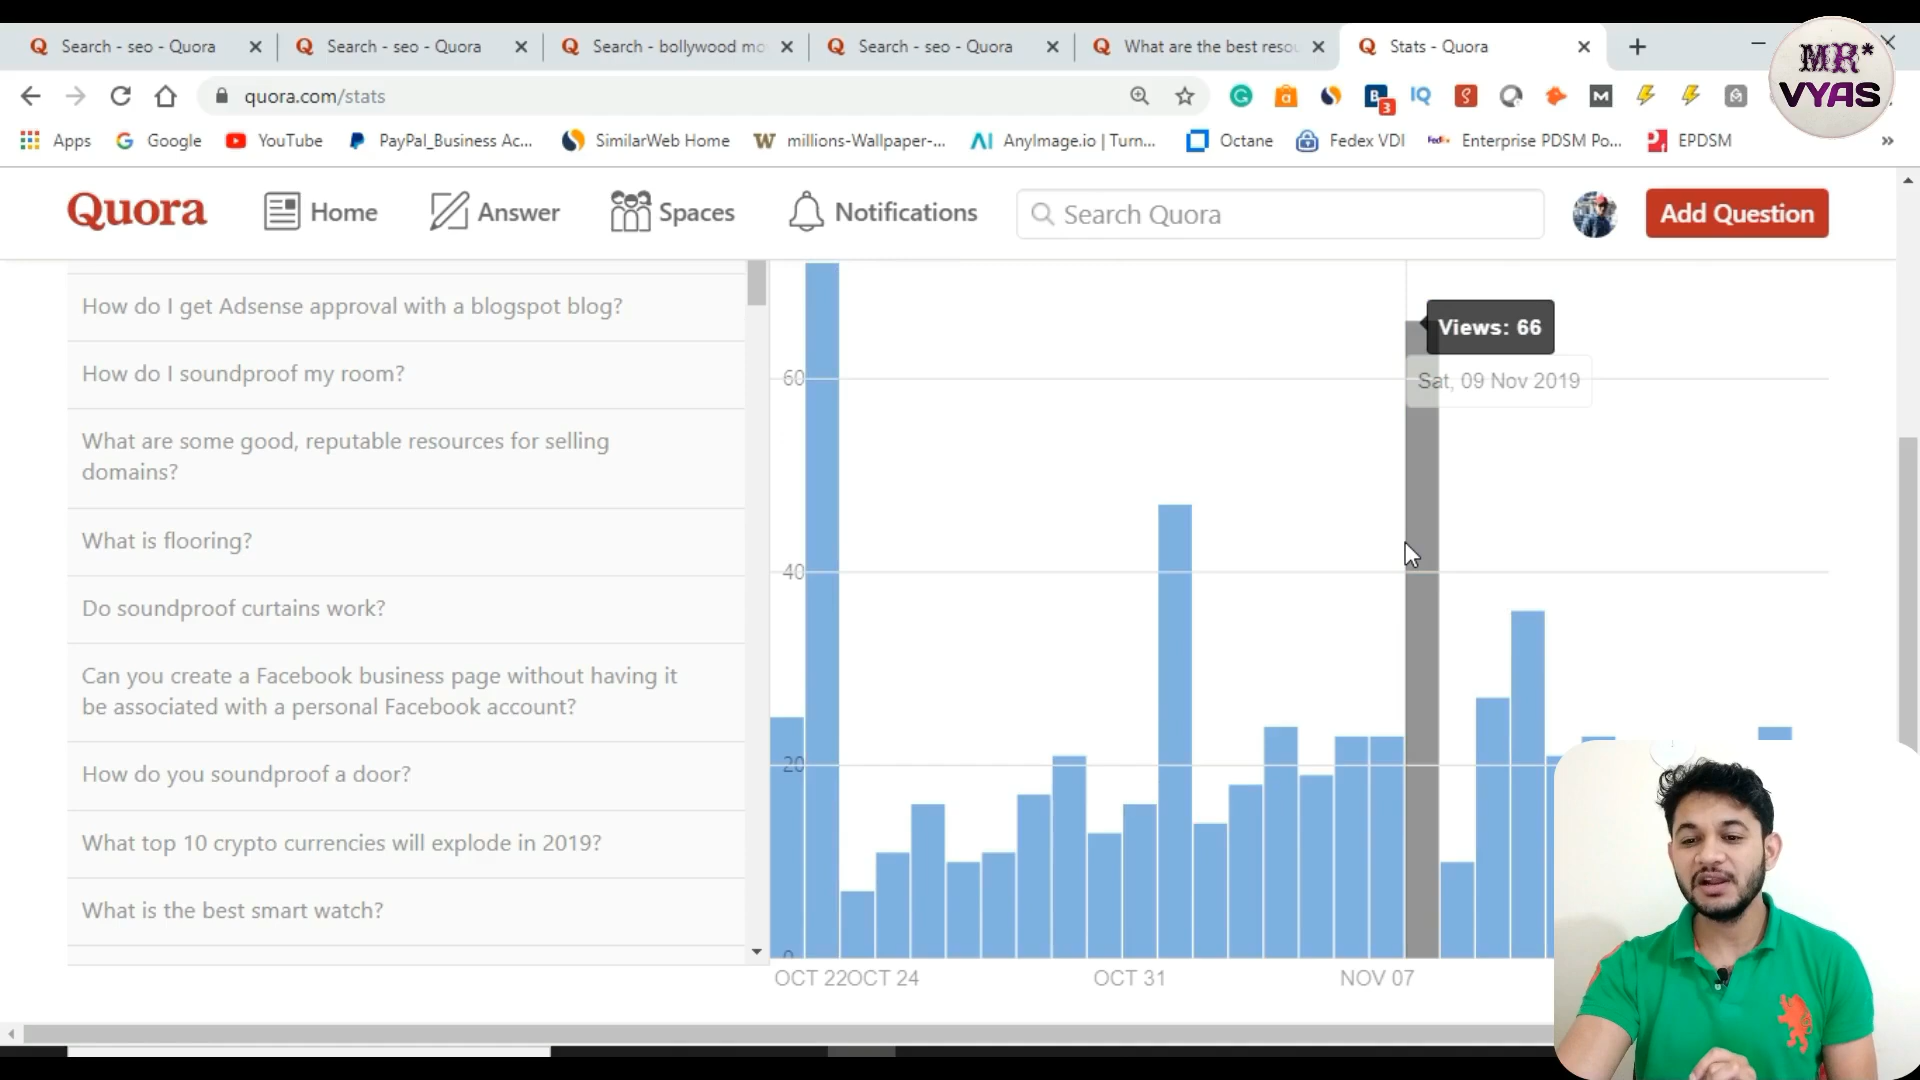 Search - seo - Quora
Search - seo - Quora
Search - bollywood mo
Search - seo - Quora
What are the best reso
Stats - Quora
MR*
VYAS
quora.com/stats
3
Apps
Google
YouTube
PayPal_Business Ac...
SimilarWeb Home
millions-Wallpaper-...
AnyImage.io | Turn...
Octane
Fedex VDI
Enterprise PDSM Po...
EPDSM
Quora
Home
Answer
Spaces
Notifications
Search Quora
Add Question
How do I get Adsense approval with a blogspot blog?
How do I soundproof my room?
What are some good, reputable resources for selling
domains?
What is flooring?
Do soundproof curtains work?
Can you create a Facebook business page without having it
be associated with a personal Facebook account?
How do you soundproof a door?
What top 10 crypto currencies will explode in 2019?
What is the best smart watch?
Views: 66
Sat, 09 Nov 2019
60
40
20
0
OCT 22
OCT 24
OCT 31
NOV 07